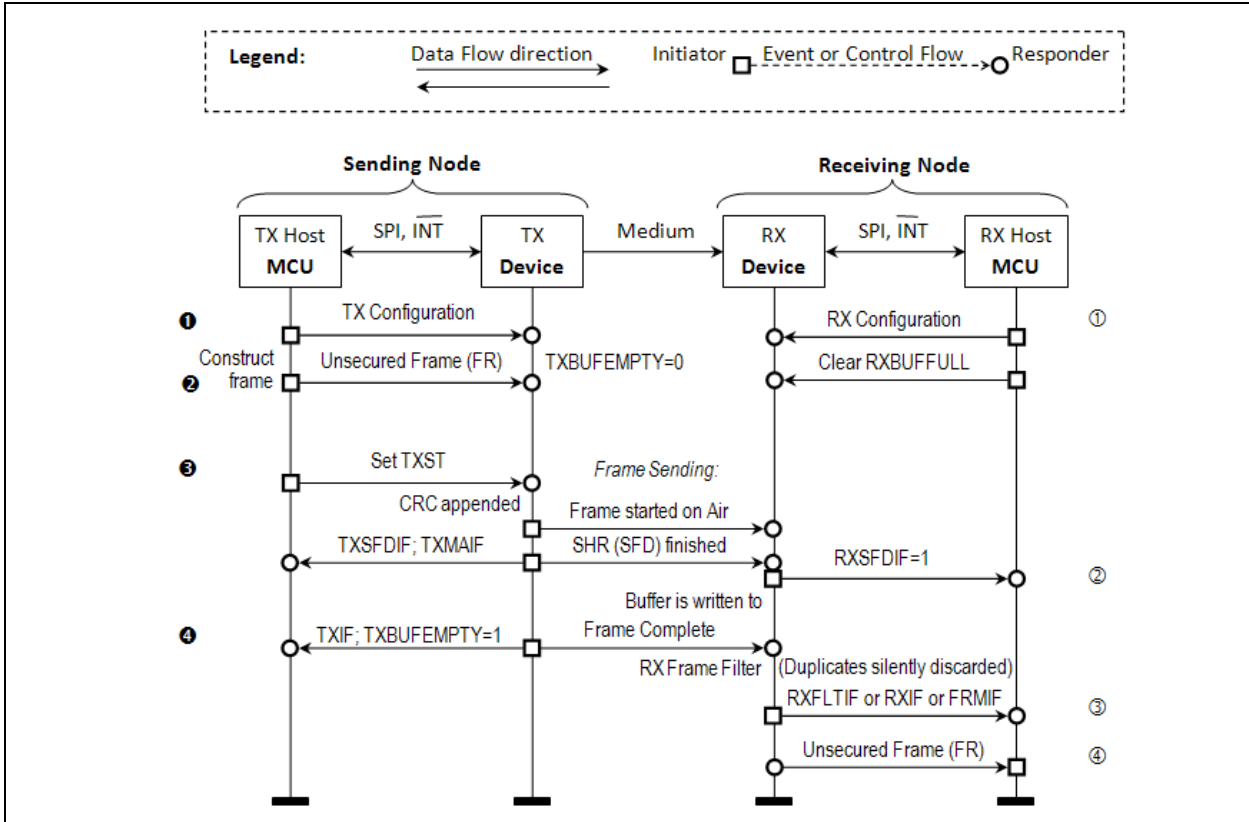 Legend:
Data Flow direction
Initiator
Event or Control Flow
Responder
Sending Node
Receiving Node
TX Host
MCU
SPI, INT
TX
Device
Medium
RX
Device
SPI, INT
RX Host
MCU
❶
TX Configuration
RX Configuration
①
Construct
frame
❷
Unsecured Frame (FR)
TXBUFEMPTY=0
Clear RXBUFFULL
❸
Set TXST
Frame Sending:
CRC appended
Frame started on Air
TXSFDIF; TXMAIF
SHR (SFD) finished
RXSFDIF=1
②
Buffer is written to
❹
TXIF; TXBUFEMPTY=1
Frame Complete
RX Frame Filter
(Duplicates silently discarded)
RXFLTIF or RXIF or FRMIF
③
Unsecured Frame (FR)
④